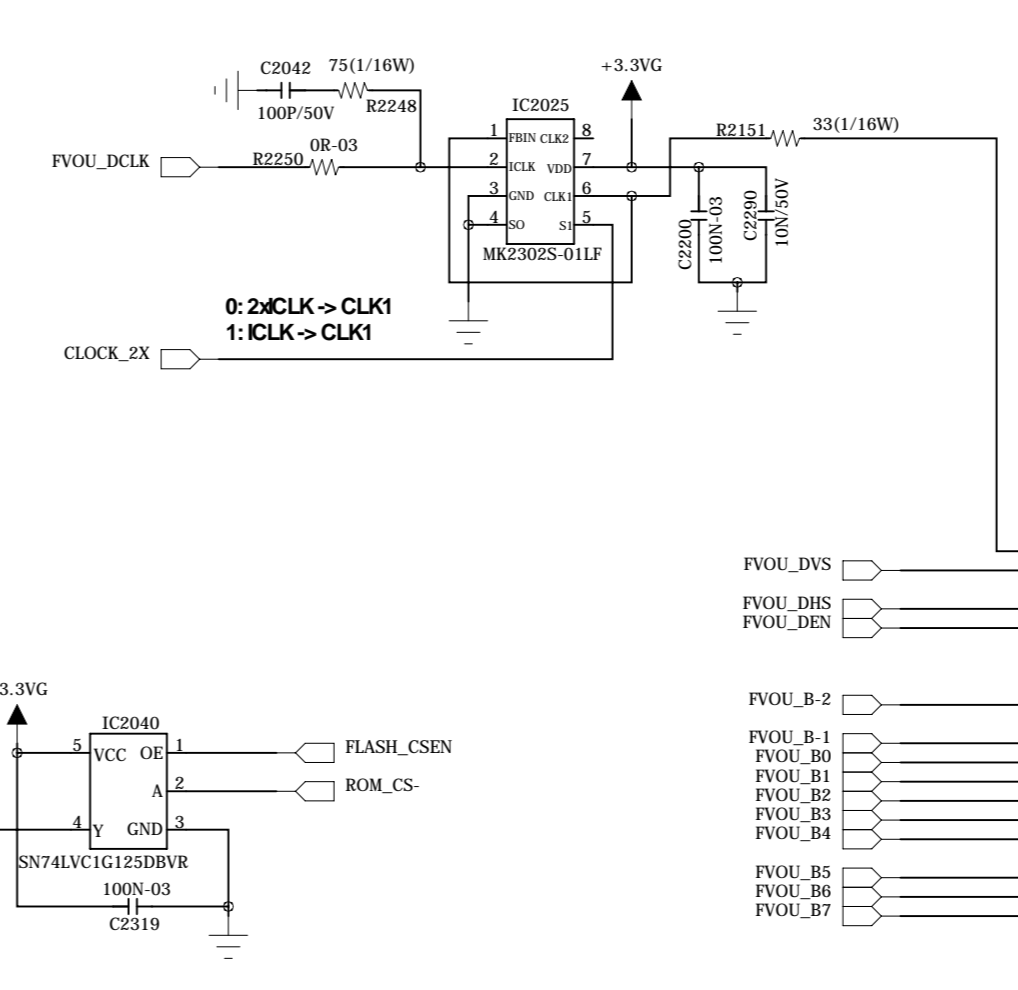 C2042 75(1/16W)
100P/50V R2248
+3.3VG
IC2025
1 FBIN CLK2 8
2 ICLK VDD 7
3 GND CLK1 6
4 SO S1 5
MK2302S-01LF
FVOU_DCLK
R2250 0R-03
R2151 33(1/16W)
C2200
100N-03
C2290
10N/50V
0: 2xICLK -> CLK1
1: ICLK -> CLK1
CLOCK_2X
FVOU_DVS
FVOU_DHS
FVOU_DEN
FVOU_B-2
FVOU_B-1
FVOU_B0
FVOU_B1
FVOU_B2
FVOU_B3
FVOU_B4
FVOU_B5
FVOU_B6
FVOU_B7
3.3VG
IC2040
5 VCC OE 1
A 2
4 Y GND 3
SN74LVC1G125DBVR
100N-03
C2319
FLASH_CSEN
ROM_CS-